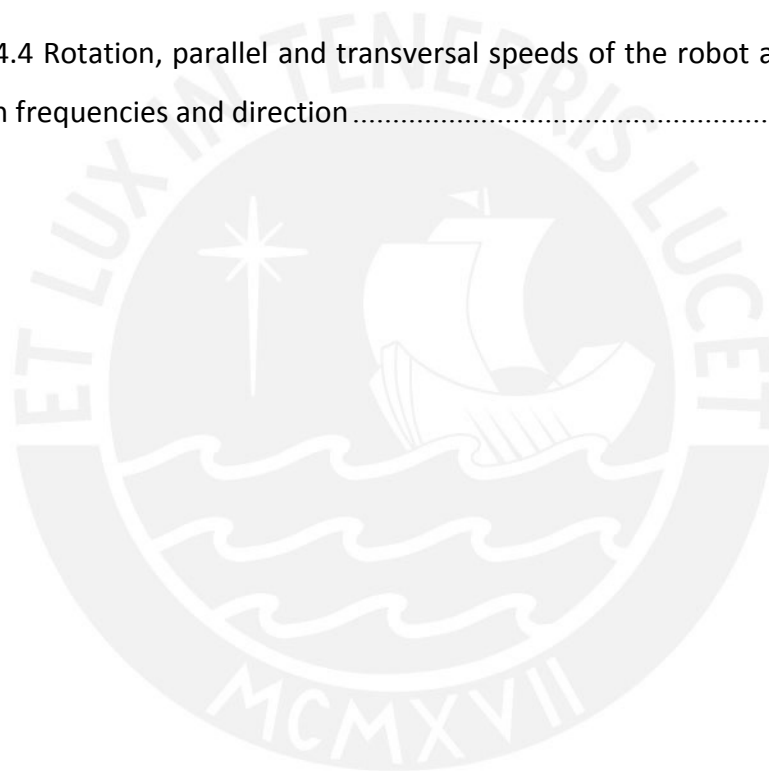 4.4 Rotation, parallel and transversal speeds of the robot a
n frequencies and direction................................................
ET LUX IN TENEBRIS LUCET
MCMXVII